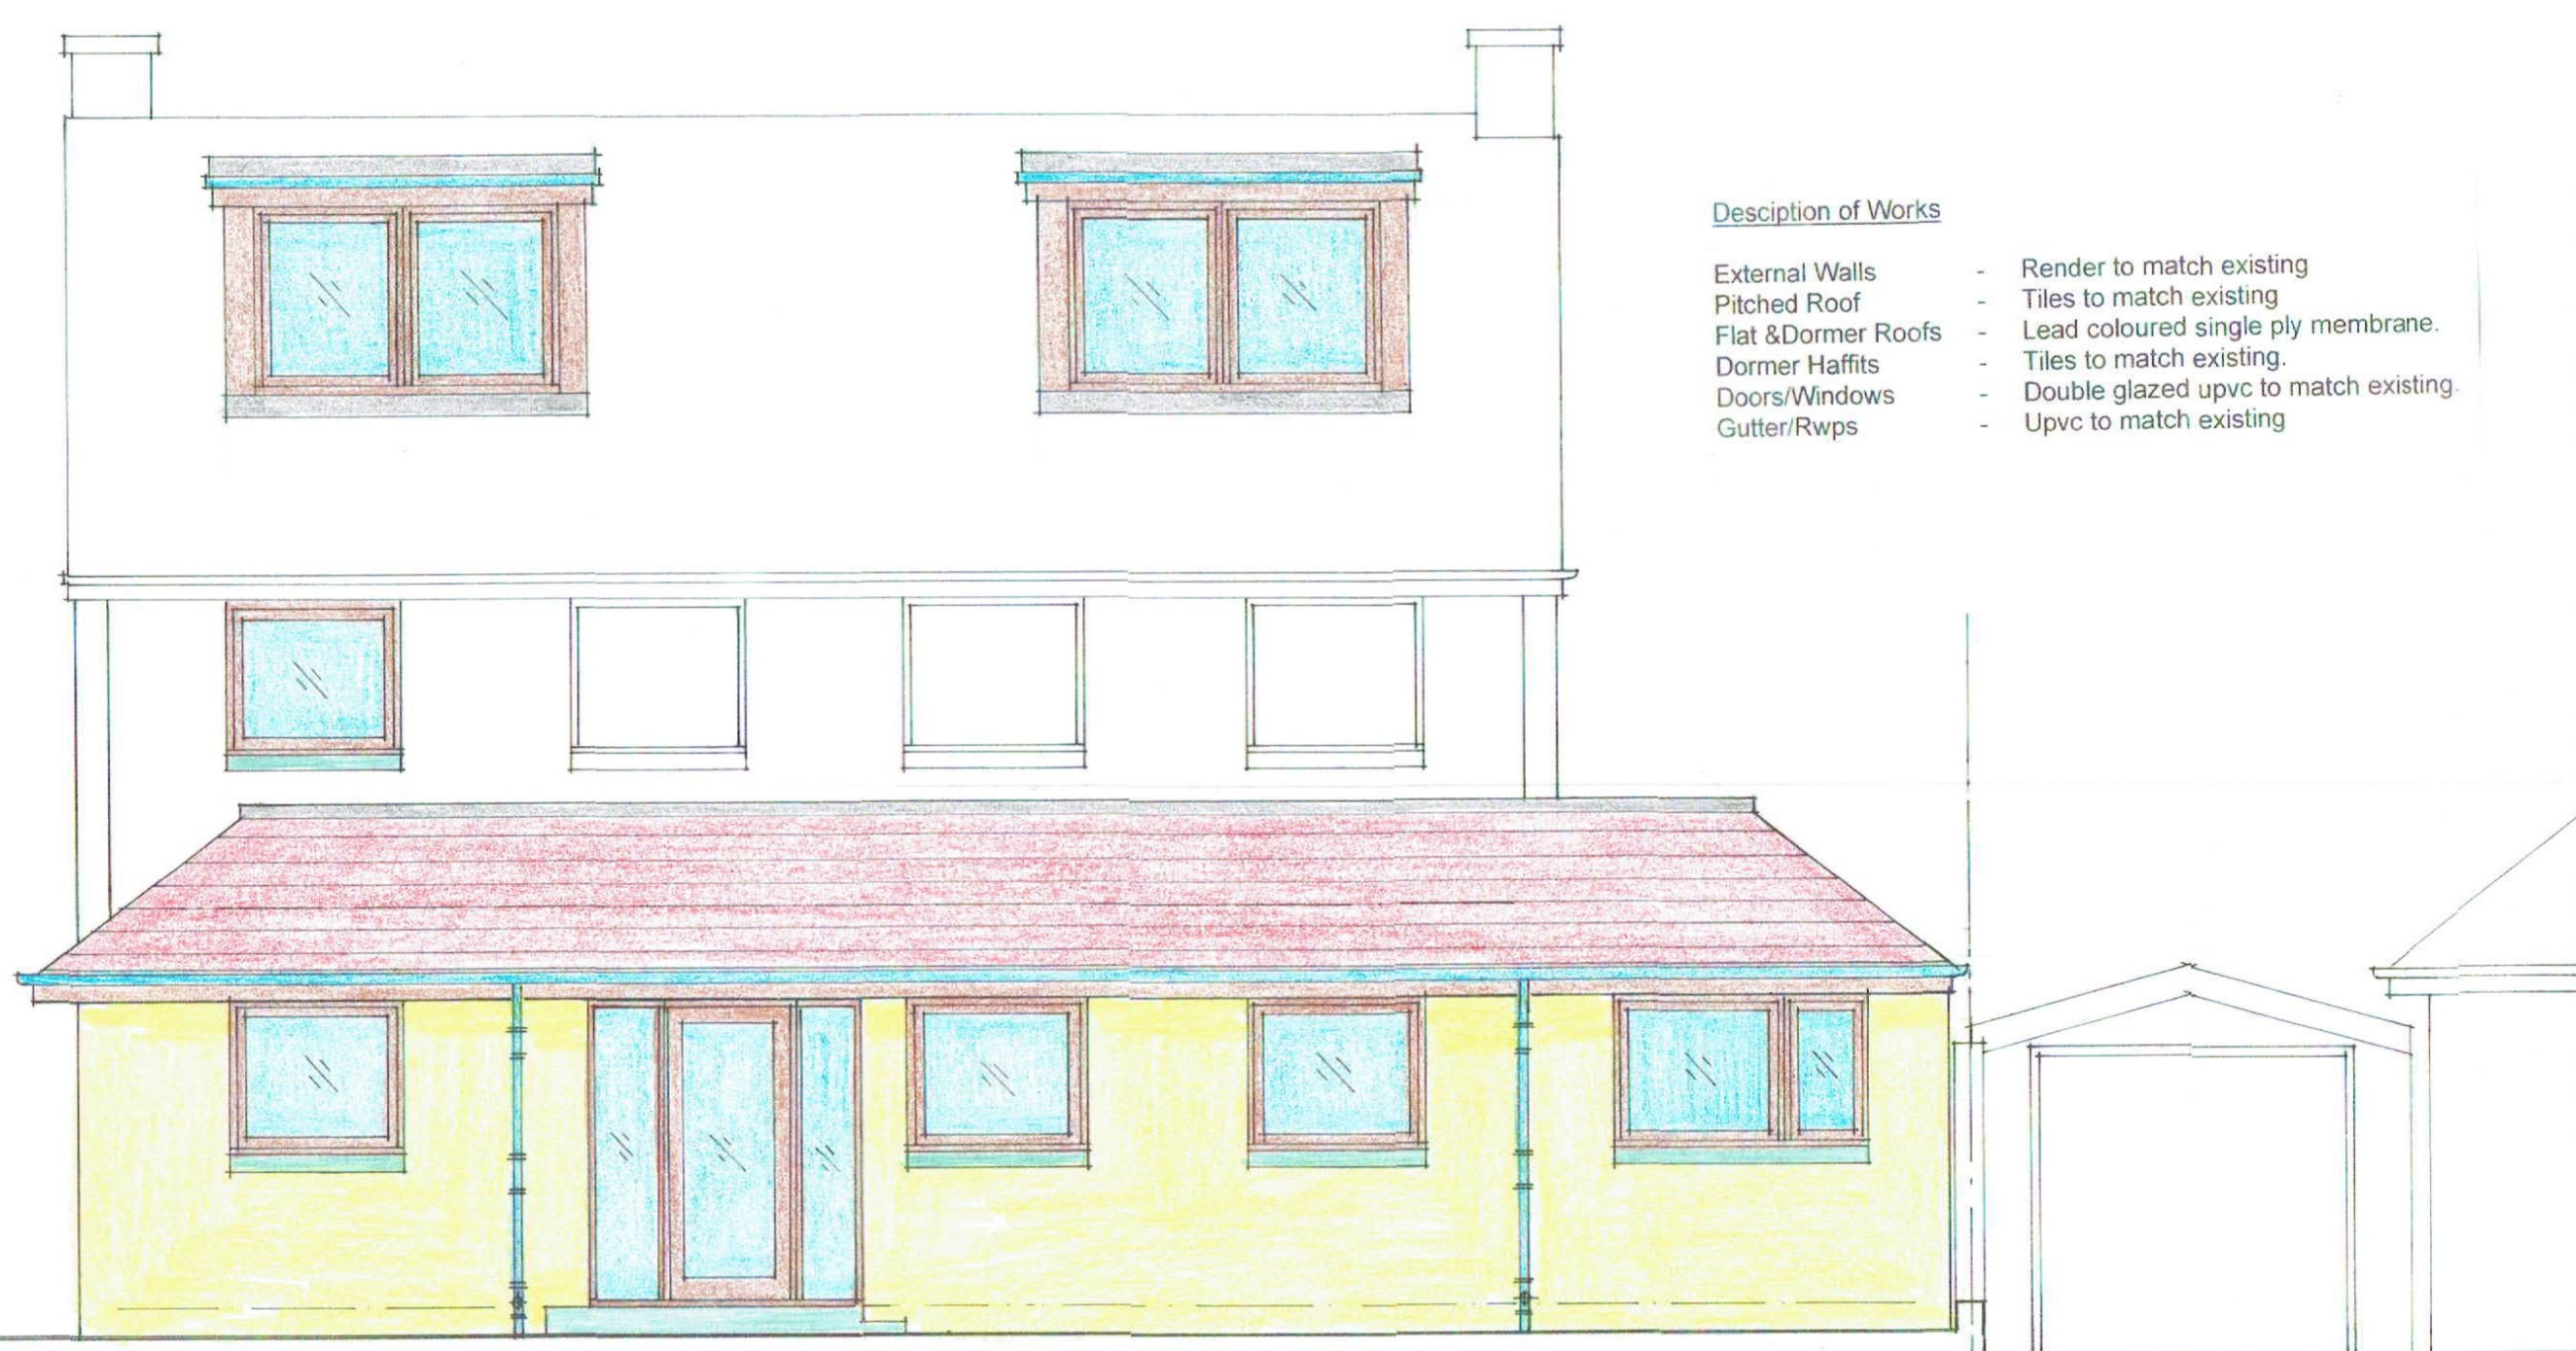 Desciption of Works
External Walls - Render to match existing
Pitched Roof - Tiles to match existing
Flat &Dormer Roofs - Lead coloured single ply membrane.
Dormer Haffits - Tiles to match existing.
Doors/Windows - Double glazed upvc to match existing.
Gutter/Rwps - Upvc to match existing